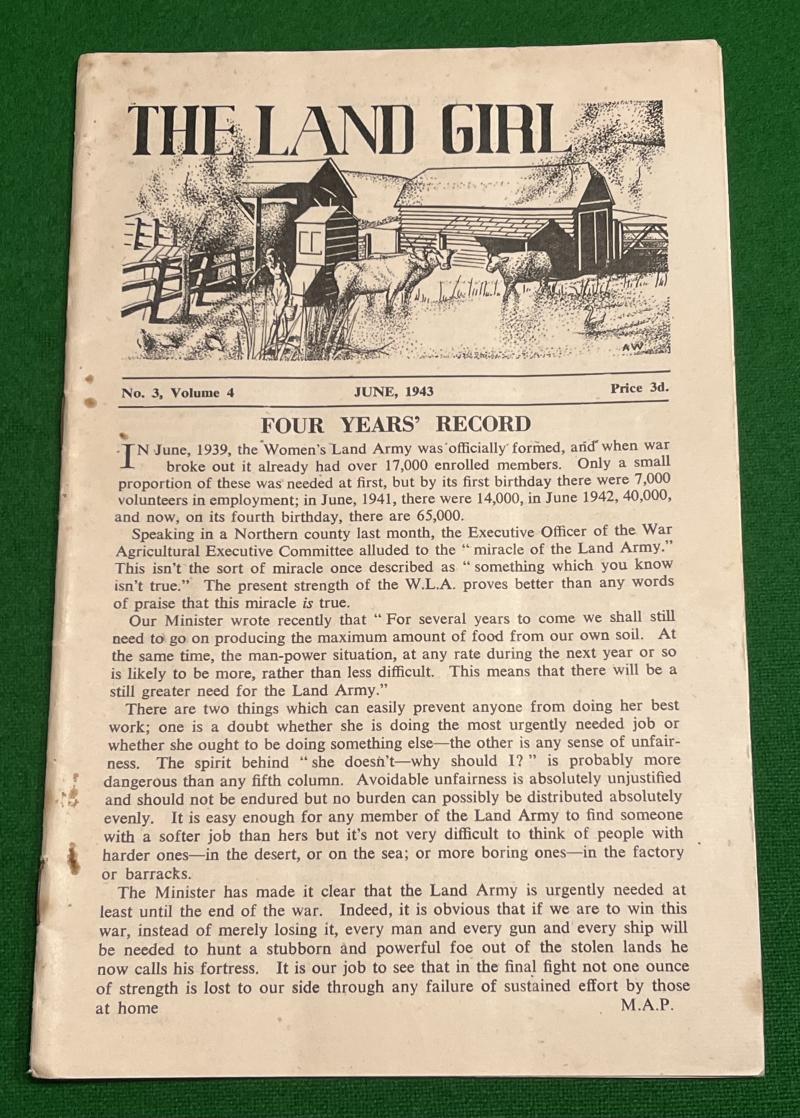 THE LAND GIRL
AW
No. 3, Volume 4 JUNE, 1943 Price 3d.
FOUR YEARS' RECORD
IN June, 1939, the Women's Land Army was officially formed, and when war
broke out it already had over 17,000 enrolled members. Only a small
proportion of these was needed at first, but by its first birthday there were 7,000
volunteers in employment; in June, 1941, there were 14,000, in June 1942, 40,000,
and now, on its fourth birthday, there are 65,000.
Speaking in a Northern county last month, the Executive Officer of the War
Agricultural Executive Committee alluded to the “ miracle of the Land Army.”
This isn't the sort of miracle once described as “ something which you know
isn't true.” The present strength of the W.L.A. proves better than any words
of praise that this miracle is true.
Our Minister wrote recently that “ For several years to come we shall still
need to go on producing the maximum amount of food from our own soil. At
the same time, the man-power situation, at any rate during the next year or so
is likely to be more, rather than less difficult. This means that there will be a
still greater need for the Land Army.”
There are two things which can easily prevent anyone from doing her best
work; one is a doubt whether she is doing the most urgently needed job or
whether she ought to be doing something else—the other is any sense of unfair-
ness. The spirit behind “ she doesn't—why should I? ” is probably more
dangerous than any fifth column. Avoidable unfairness is absolutely unjustified
and should not be endured but no burden can possibly be distributed absolutely
evenly. It is easy enough for any member of the Land Army to find someone
with a softer job than hers but it's not very difficult to think of people with
harder ones—in the desert, or on the sea; or more boring ones—in the factory
or barracks.
The Minister has made it clear that the Land Army is urgently needed at
least until the end of the war. Indeed, it is obvious that if we are to win this
war, instead of merely losing it, every man and every gun and every ship will
be needed to hunt a stubborn and powerful foe out of the stolen lands he
now calls his fortress. It is our job to see that in the final fight not one ounce
of strength is lost to our side through any failure of sustained effort by those
at home M.A.P.